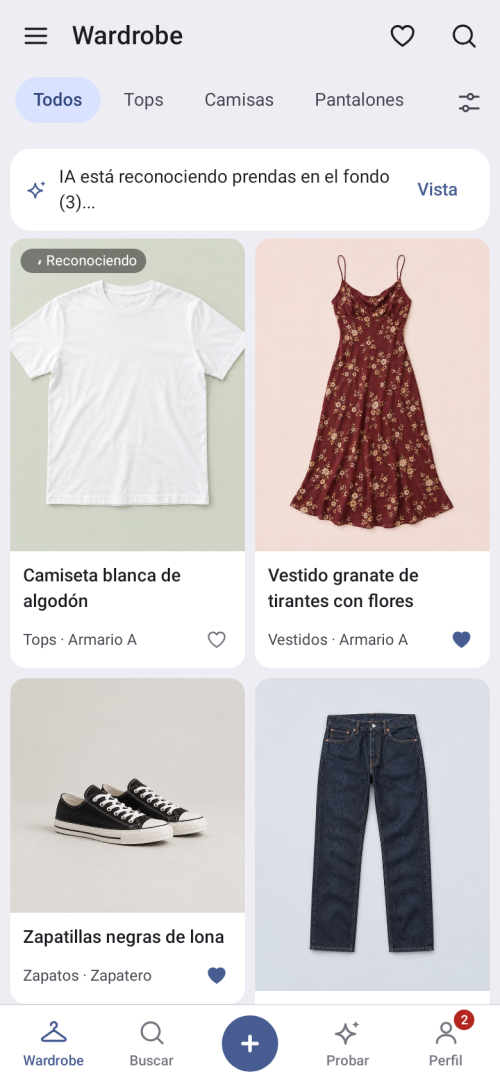 Wardrobe
Todos
Tops
Camisas
Pantalones
IA está reconociendo prendas en el fondo
(3)...
Vista
Reconociendo
Camiseta blanca de
algodón
Tops · Armario A
Vestido granate de
tirantes con flores
Vestidos · Armario A
Zapatillas negras de lona
Zapatos · Zapatero
Wardrobe
Buscar
Probar
2
Perfil